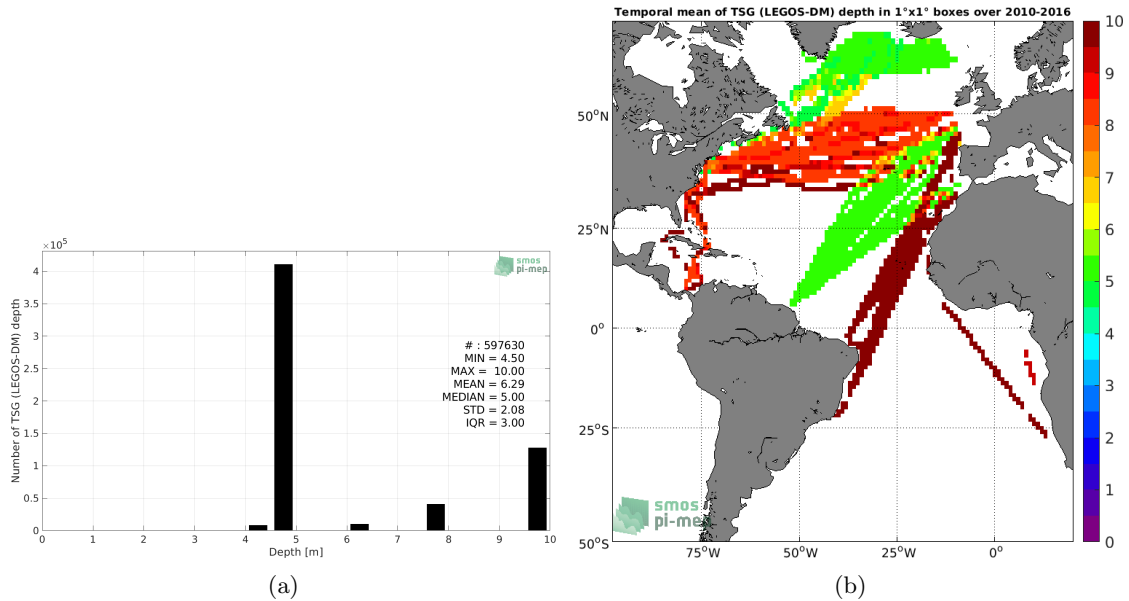 ×10⁵
4
3.5
3
2.5
2
1.5
1
0.5
0
Number of TSG (LEGOS-DM) depth
smos
pi-mep
# : 597630
MIN = 4.50
MAX = 10.00
MEAN = 6.29
MEDIAN = 5.00
STD = 2.08
IQR = 3.00
0 1 2 3 4 5 6 7 8 9 10
Depth [m]
(a)
Temporal mean of TSG (LEGOS-DM) depth in 1°x1° boxes over 2010-2016
50°N
25°N
0°
25°S
50°S
75°W 50°W 25°W 0°
smos
pi-mep
10
9
8
7
6
5
4
3
2
1
0
(b)